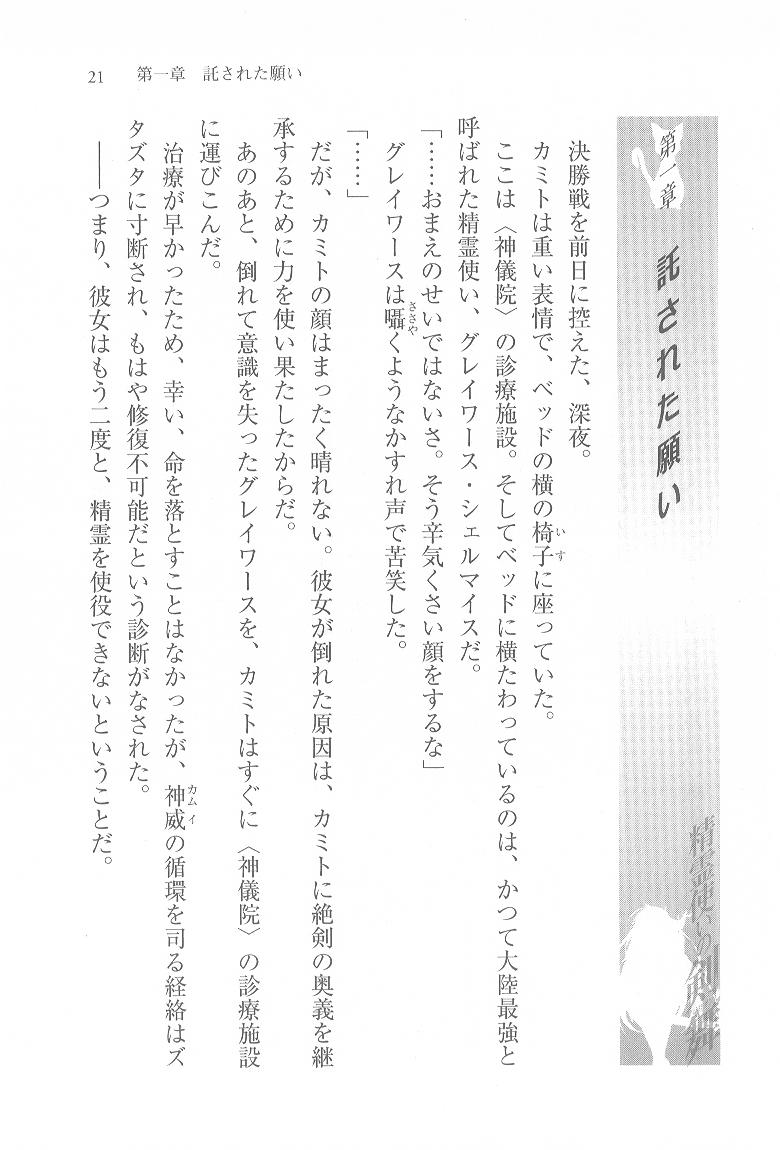 21　第一章　託された願い
第一章　託された願い
精霊使いの剣舞
決勝戦を前日に控えた、深夜。
カミトは重い表情で、ベッドの横の椅子に座っていた。
ここは〈神儀院〉の診療施設。そしてベッドに横たわっているのは、かつて大陸最強と
呼ばれた精霊使い、グレイワース・シェルマイスだ。
「……おまえのせいではないさ。そう辛気くさい顔をするな」
グレイワースは囁くようなかすれ声で苦笑した。
「……」
だが、カミトの顔はまったく晴れない。彼女が倒れた原因は、カミトに絶剣の奥義を継
承するために力を使い果たしたからだ。
あのあと、倒れて意識を失ったグレイワースを、カミトはすぐに〈神儀院〉の診療施設
に運びこんだ。
治療が早かったため、幸い、命を落とすことはなかったが、神威の循環を司る経絡はズ
タズタに寸断され、もはや修復不可能だという診断がなされた。
――つまり、彼女はもう二度と、精霊を使役できないということだ。
いす
ささや
カムイ